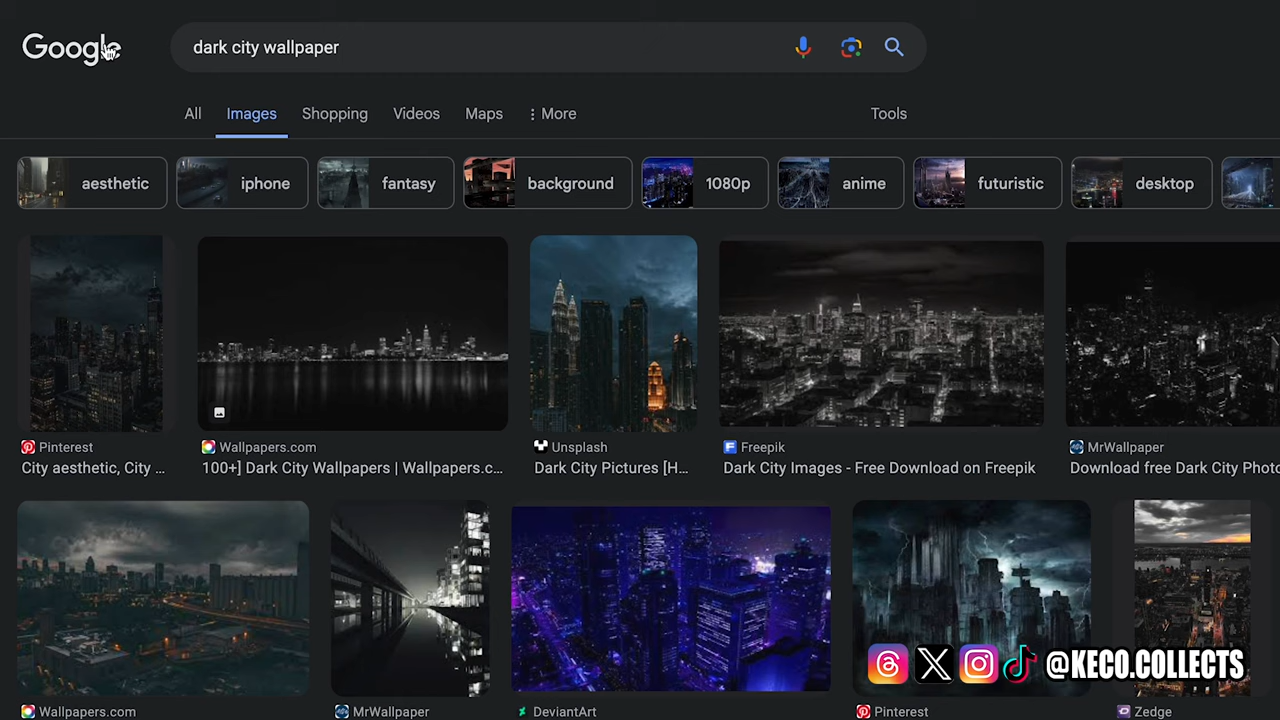 Google
dark city wallpaper
All Images Shopping Videos Maps More Tools
aesthetic iphone fantasy background 1080p anime futuristic desktop
Pinterest Wallpapers.com Unsplash Freepik MrWallpaper
City aesthetic, City ... 100+] Dark City Wallpapers | Wallpapers.c... Dark City Pictures [H... Dark City Images - Free Download on Freepik Download free Dark City Photo
@KECO.COLLECTS
Wallpapers.com MrWallpaper DeviantArt Pinterest Zedge